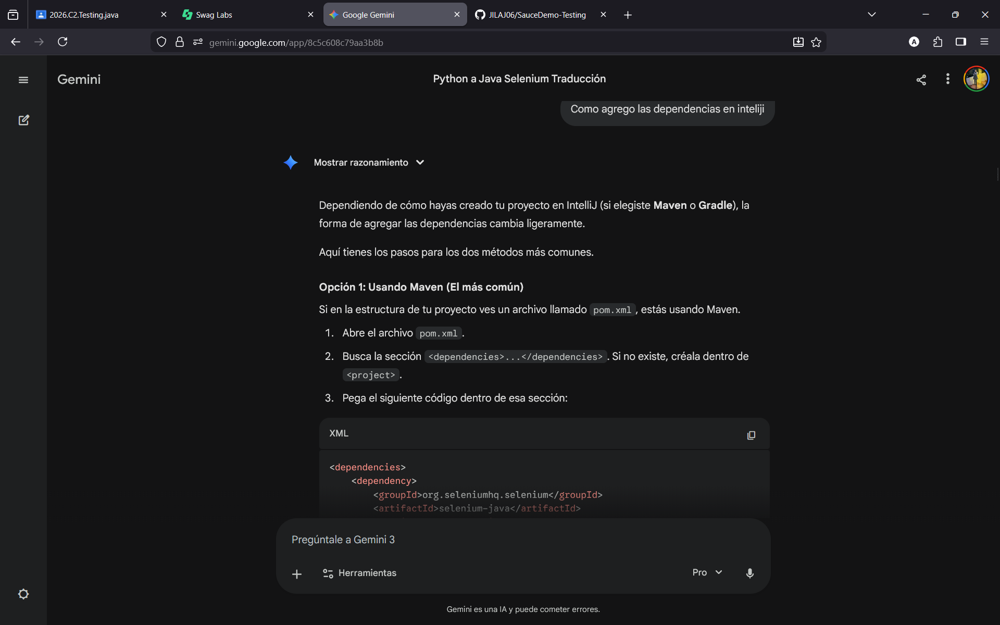 2026.C2.Testing.java
Swag Labs
Google Gemini
JILAJ06/SauceDemo-Testing
gemini.google.com/app/8c5c608c79aa3b8b
A
Gemini
Python a Java Selenium Traducción
Como agrego las dependencias en inteliji
Mostrar razonamiento
Dependiendo de cómo hayas creado tu proyecto en IntelliJ (si elegiste Maven o Gradle), la
forma de agregar las dependencias cambia ligeramente.
Aquí tienes los pasos para los dos métodos más comunes.
Opción 1: Usando Maven (El más común)
Si en la estructura de tu proyecto ves un archivo llamado pom.xml, estás usando Maven.
1. Abre el archivo pom.xml.
2. Busca la sección <dependencies>...</dependencies>. Si no existe, créala dentro de
<project>.
3. Pega el siguiente código dentro de esa sección:
XML
<dependencies>
<dependency>
<groupId>org.seleniumhq.selenium</groupId>
<artifactId>selenium-java</artifactId>
Pregúntale a Gemini 3
Herramientas
Pro
Gemini es una IA y puede cometer errores.